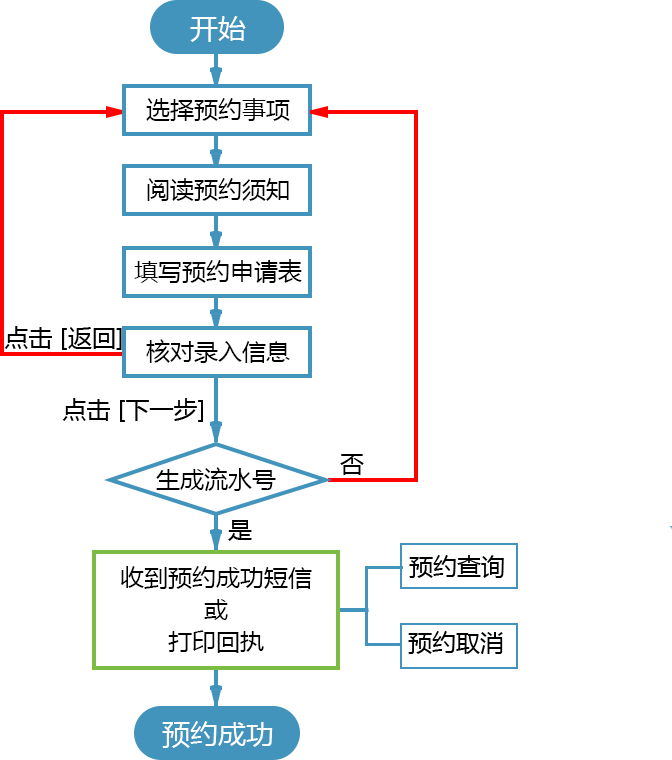 开始
选择预约事项
阅读预约须知
填写预约申请表
点击 [返回]
核对录入信息
点击 [下一步]
生成流水号
否
是
收到预约成功短信
或
打印回执
预约查询
预约取消
预约成功